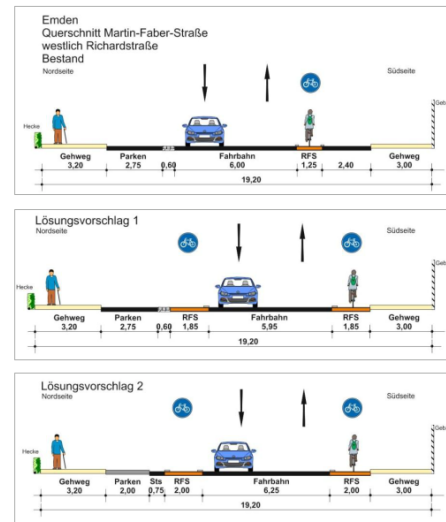 Emden
Querschnitt Martin-Faber-Straße
westlich Richardstraße
Bestand
Nordseite
Südseite
Hecke
Geb
Gehweg Parken Fahrbahn RFS Gehweg
3,20 2,75 0,60 6,00 1,25 2,40 3,00
19,20
Lösungsvorschlag 1
Nordseite
Südseite
Hecke
Geb
Gehweg Parken RFS Fahrbahn RFS Gehweg
3,20 2,75 0,60 1,85 5,95 1,85 3,00
19,20
Lösungsvorschlag 2
Nordseite
Südseite
Hecke
Geb
Gehweg Parken Sts RFS Fahrbahn RFS Gehweg
3,20 2,00 0,75 2,00 6,25 2,00 3,00
19,20